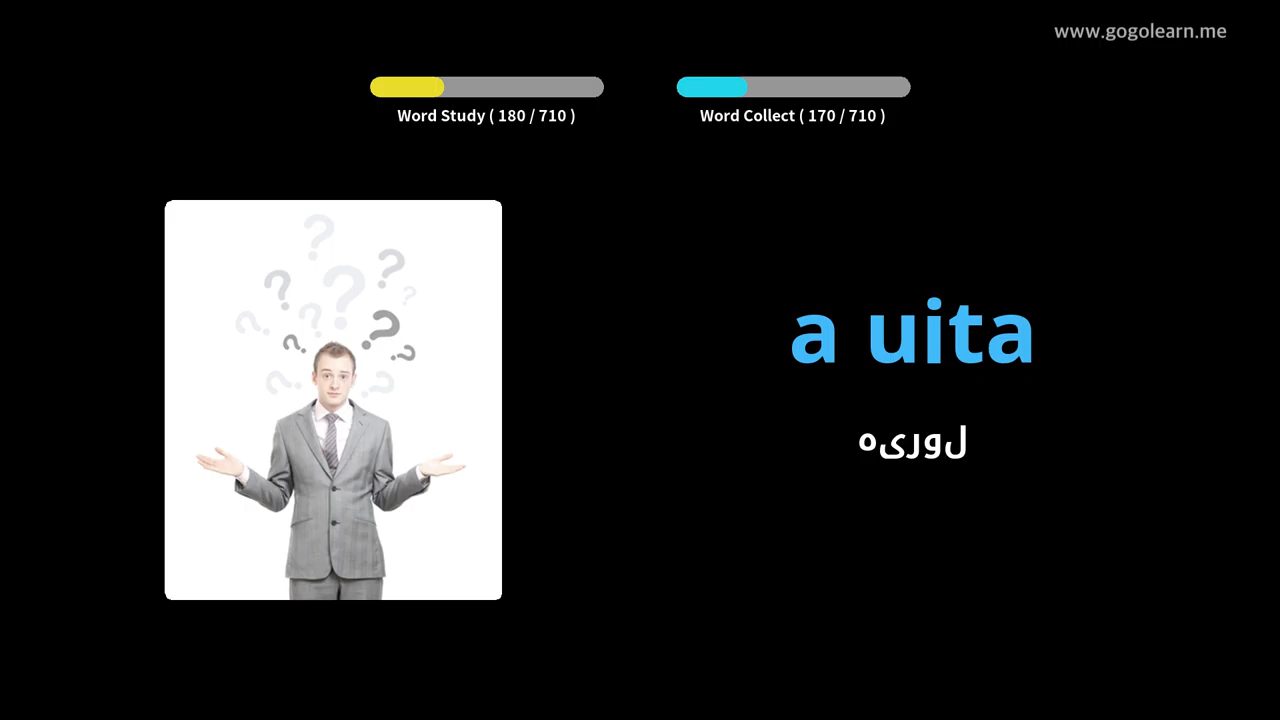 www.gogolearn.me
Word Study ( 180 / 710 )
Word Collect ( 170 / 710 )
a uita
لوریه